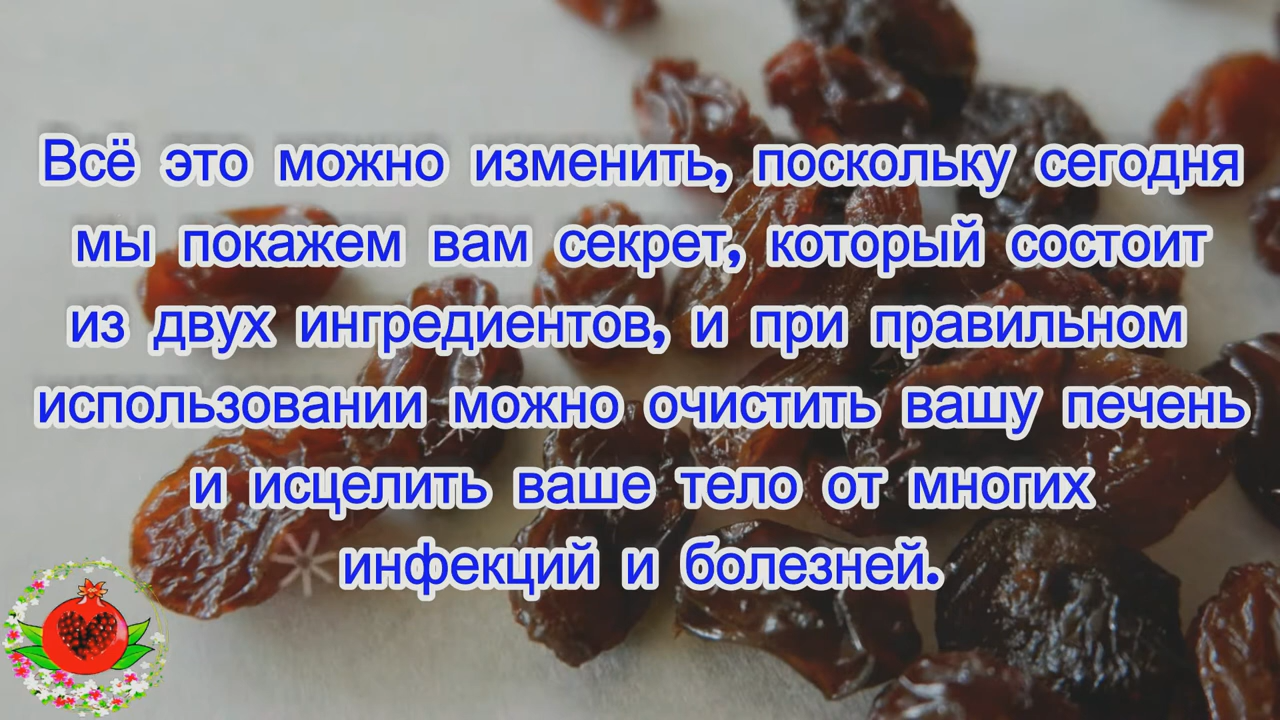 Всё это можно изменить, поскольку сегодня
мы покажем вам секрет, который состоит
из двух ингредиентов, и при правильном
использовании можно очистить вашу печень
и исцелить ваше тело от многих
инфекций и болезней.